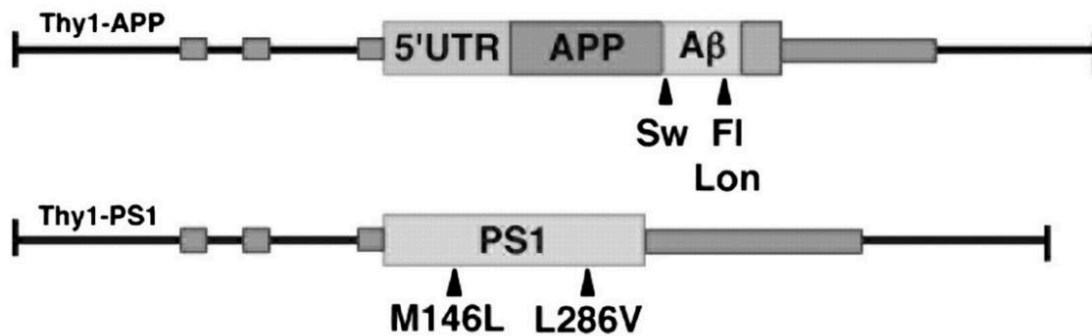 Thy1-APP
5'UTR APP Aβ
Sw Fl
Lon
Thy1-PS1
PS1
M146L L286V